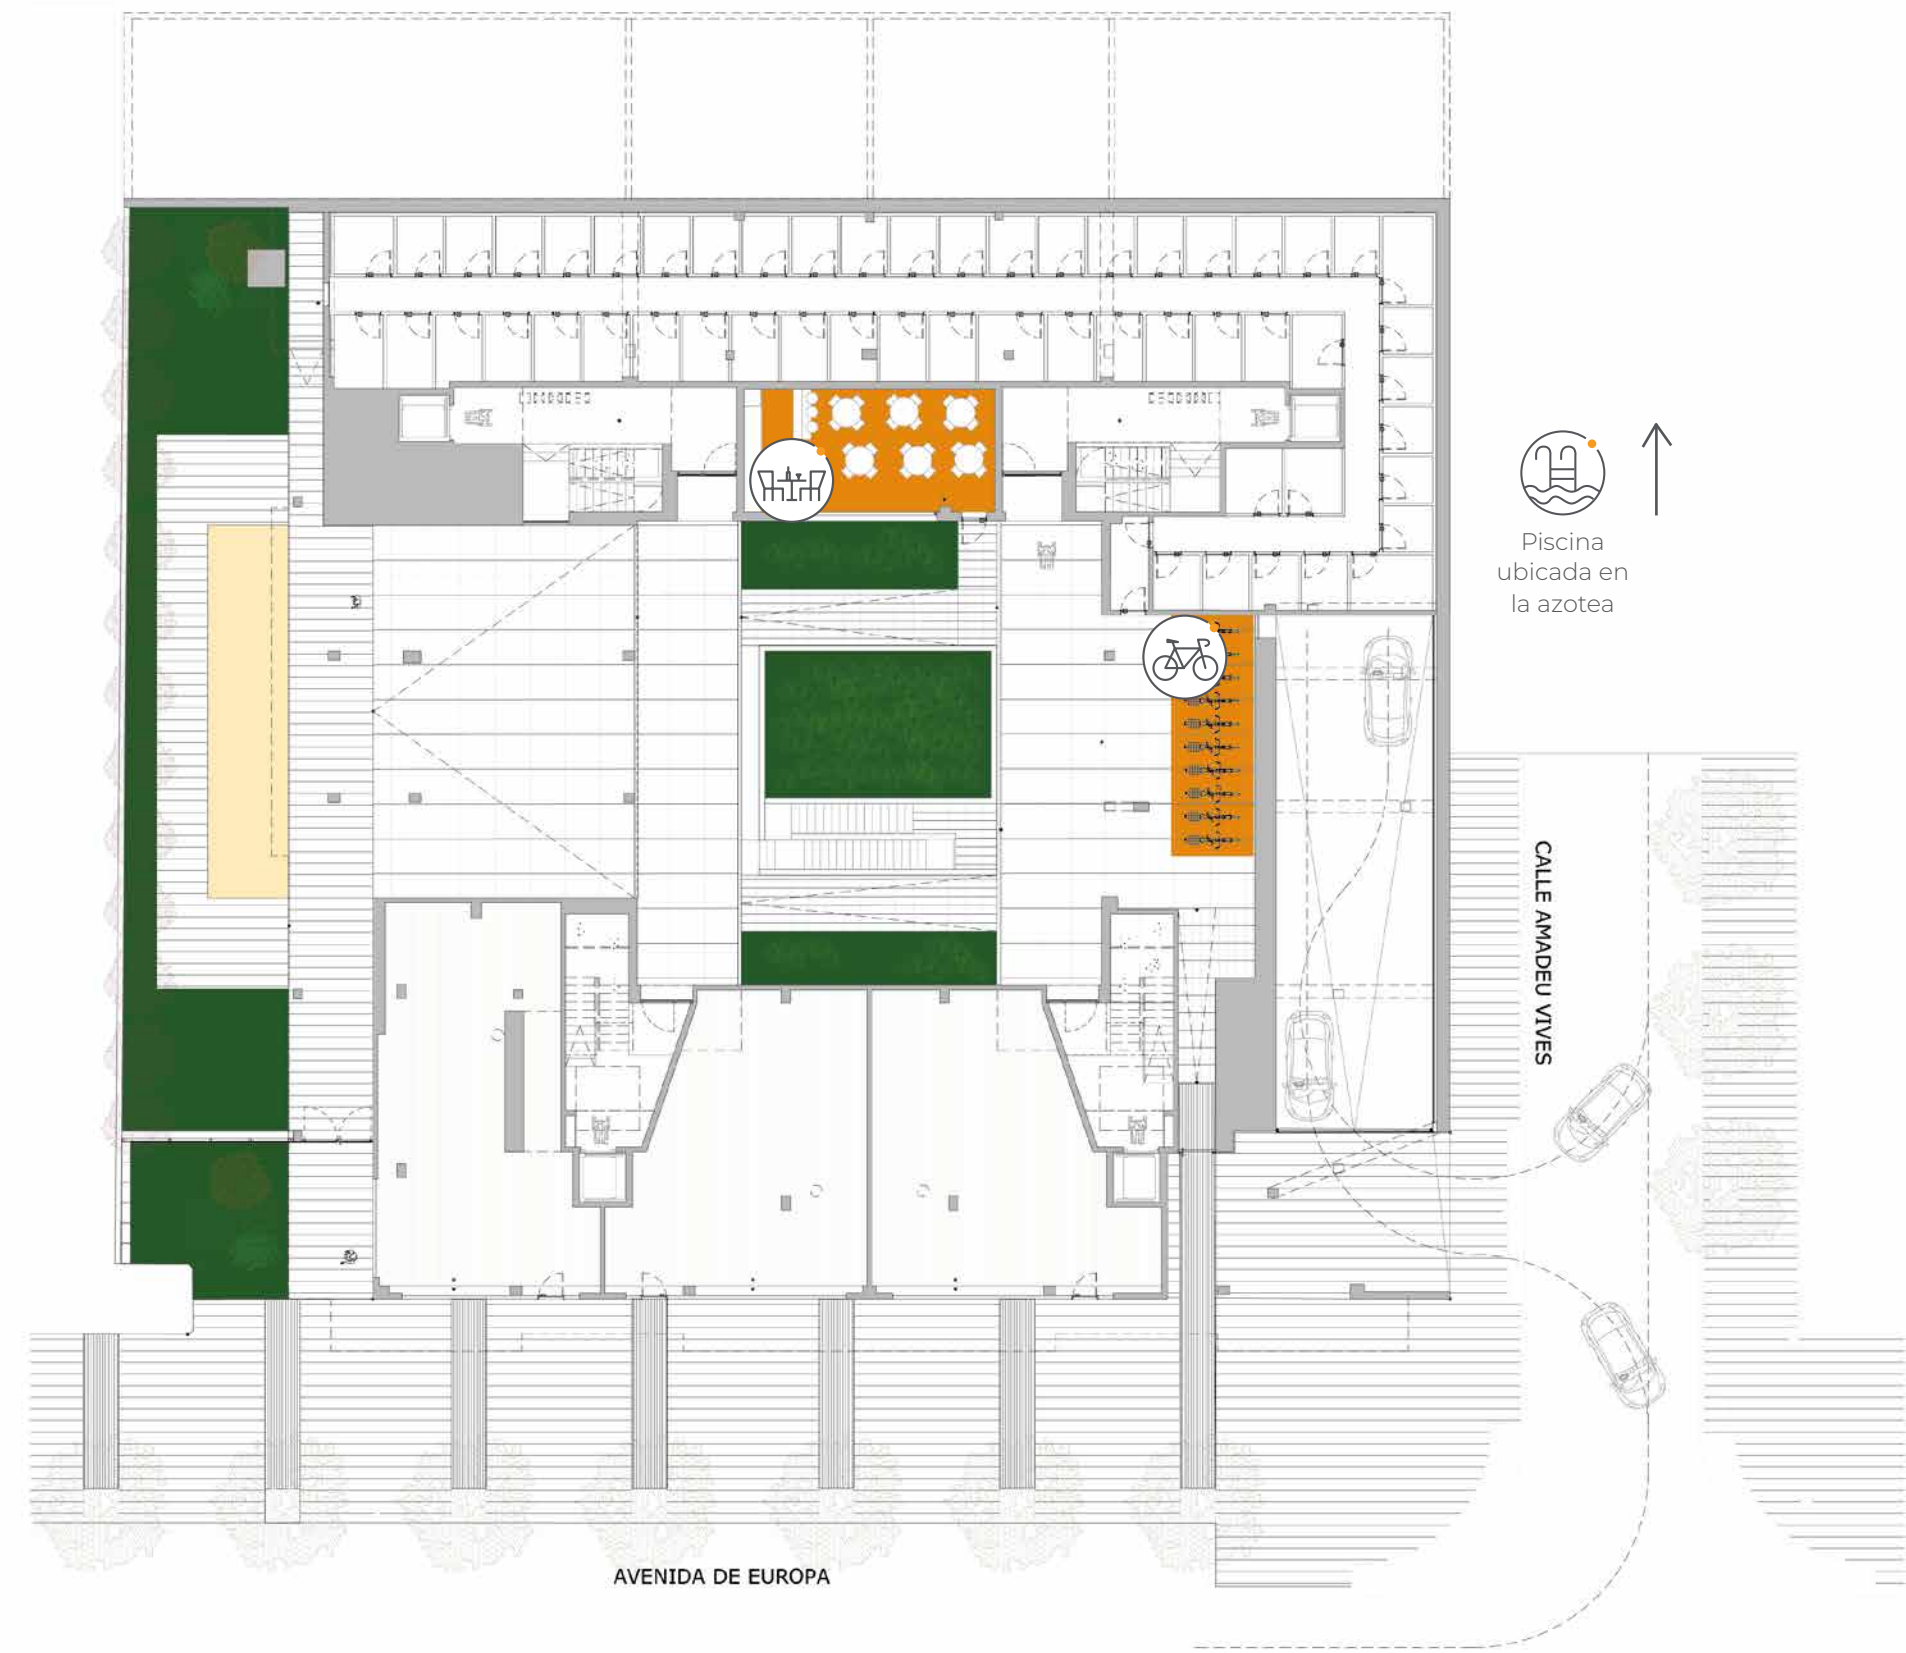 Piscina
ubicada en
la azotea
CALLE AMADEU VIVES
AVENIDA DE EUROPA